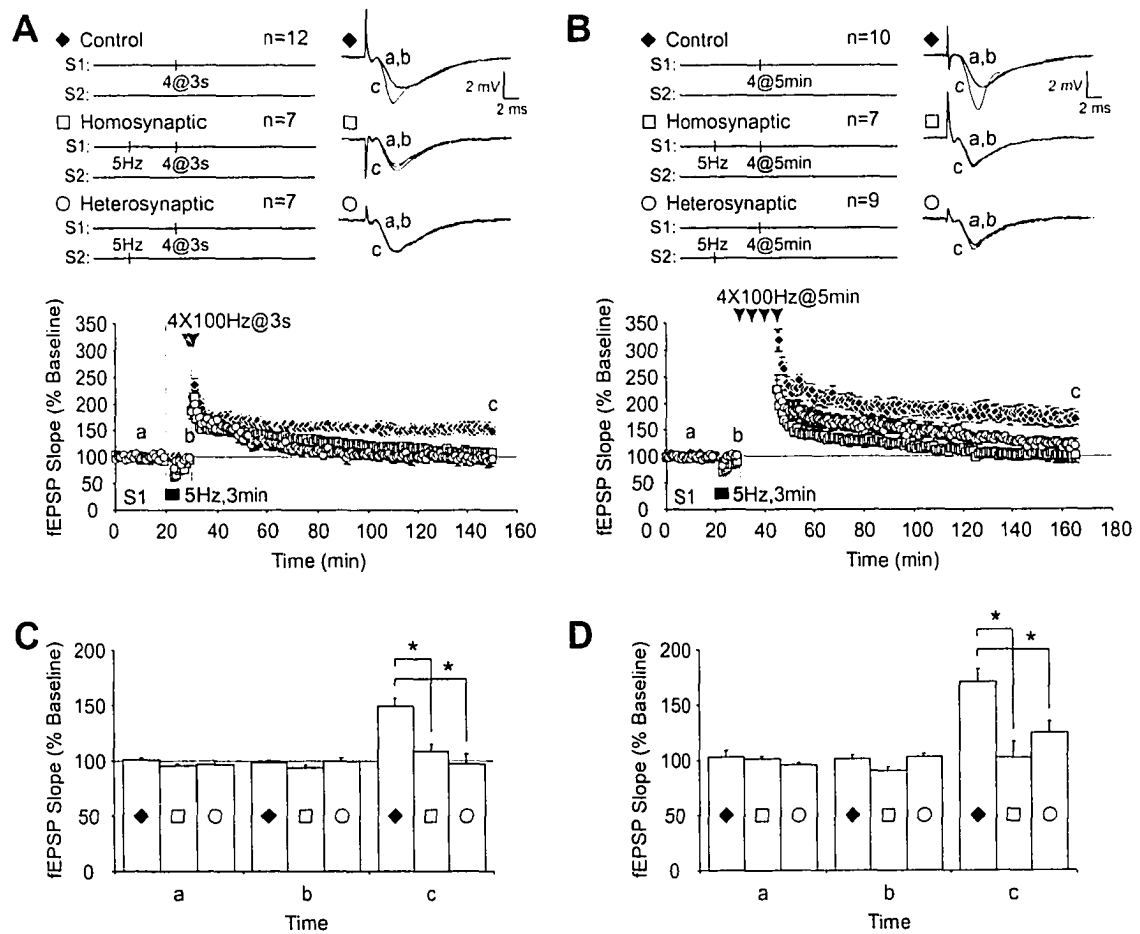 A
◆ Control n=12
S1:
4@3s
S2:
□ Homosynaptic n=7
S1:
5Hz 4@3s
S2:
○ Heterosynaptic n=7
S1:
5Hz 4@3s
S2:
a,b
c
2 mV
2 ms
a,b
c
a,b
c
4X100Hz@3s
fEPSP Slope (% Baseline)
350
300
250
200
150
100
50
0
a
b
c
S1
5Hz,3min
0 20 40 60 80 100 120 140 160
Time (min)
B
◆ Control n=10
S1:
4@5min
S2:
□ Homosynaptic n=7
S1:
5Hz 4@5min
S2:
○ Heterosynaptic n=9
S1:
5Hz 4@5min
S2:
a,b
c
2 mV
2 ms
a,b
c
a,b
c
4X100Hz@5min
fEPSP Slope (% Baseline)
350
300
250
200
150
100
50
0
a
b
c
S1
5Hz,3min
0 20 40 60 80 100 120 140 160 180
Time (min)
C
fEPSP Slope (% Baseline)
200
150
100
50
0
*
*
a b c
Time
D
fEPSP Slope (% Baseline)
200
150
100
50
0
*
*
a b c
Time